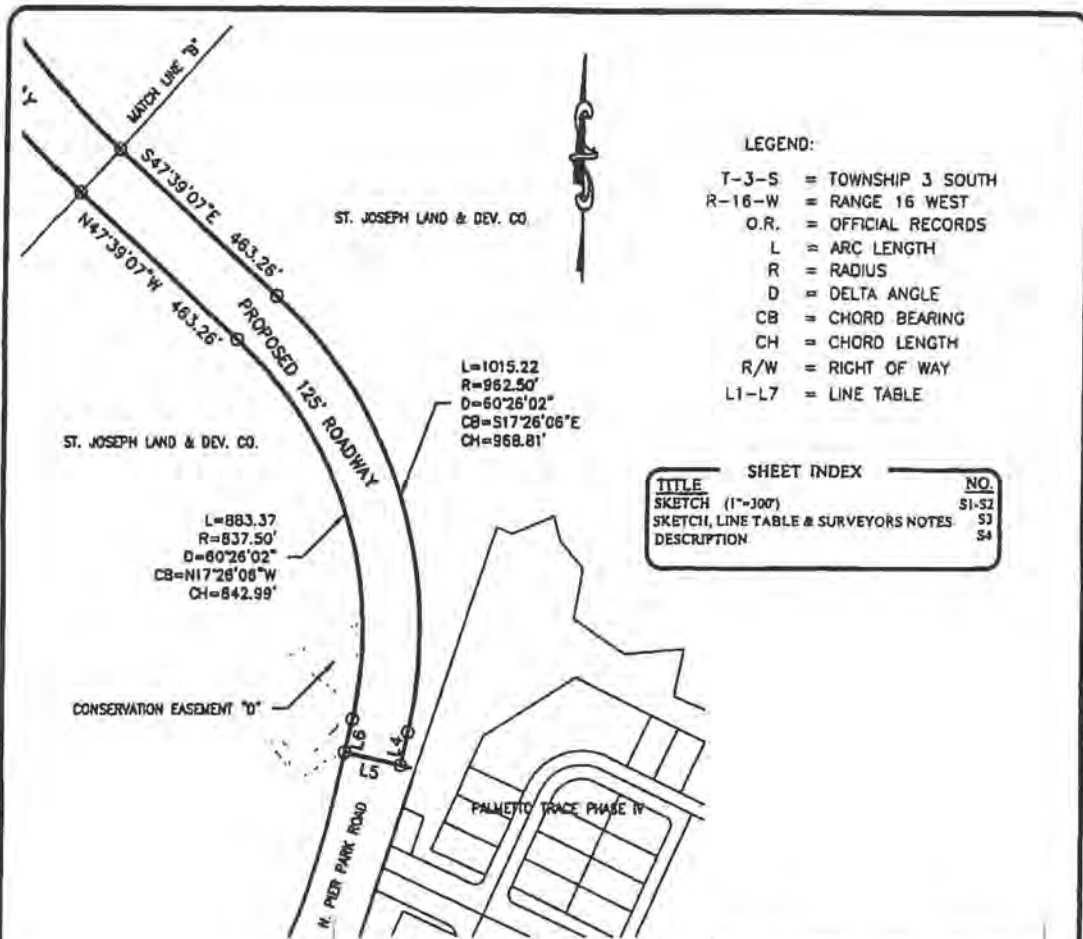 MATCH LINE "B"
'Y
S47°39'07"E 463.26'
N47°39'07"W 463.26'
ST. JOSEPH LAND & DEV. CO.
PROPOSED 125' ROADWAY
LEGEND:
T-3-S = TOWNSHIP 3 SOUTH
R-16-W = RANGE 16 WEST
O.R. = OFFICIAL RECORDS
L = ARC LENGTH
R = RADIUS
D = DELTA ANGLE
CB = CHORD BEARING
CH = CHORD LENGTH
R/W = RIGHT OF WAY
L1-L7 = LINE TABLE
L=1015.22
R=962.50'
D=60°26'02"
CB=S17°26'06"E
CH=968.81'
ST. JOSEPH LAND & DEV. CO.
SHEET INDEX
TITLE NO.
SKETCH (1"=300') S1-S2
SKETCH, LINE TABLE & SURVEYORS NOTES S3
DESCRIPTION S4
L=883.37
R=837.50'
D=60°26'02"
CB=N17°26'06"W
CH=842.99'
CONSERVATION EASEMENT "D"
L6
L4
L5
PALMETTO TRACE PHASE IV
N. PIER PARK ROAD